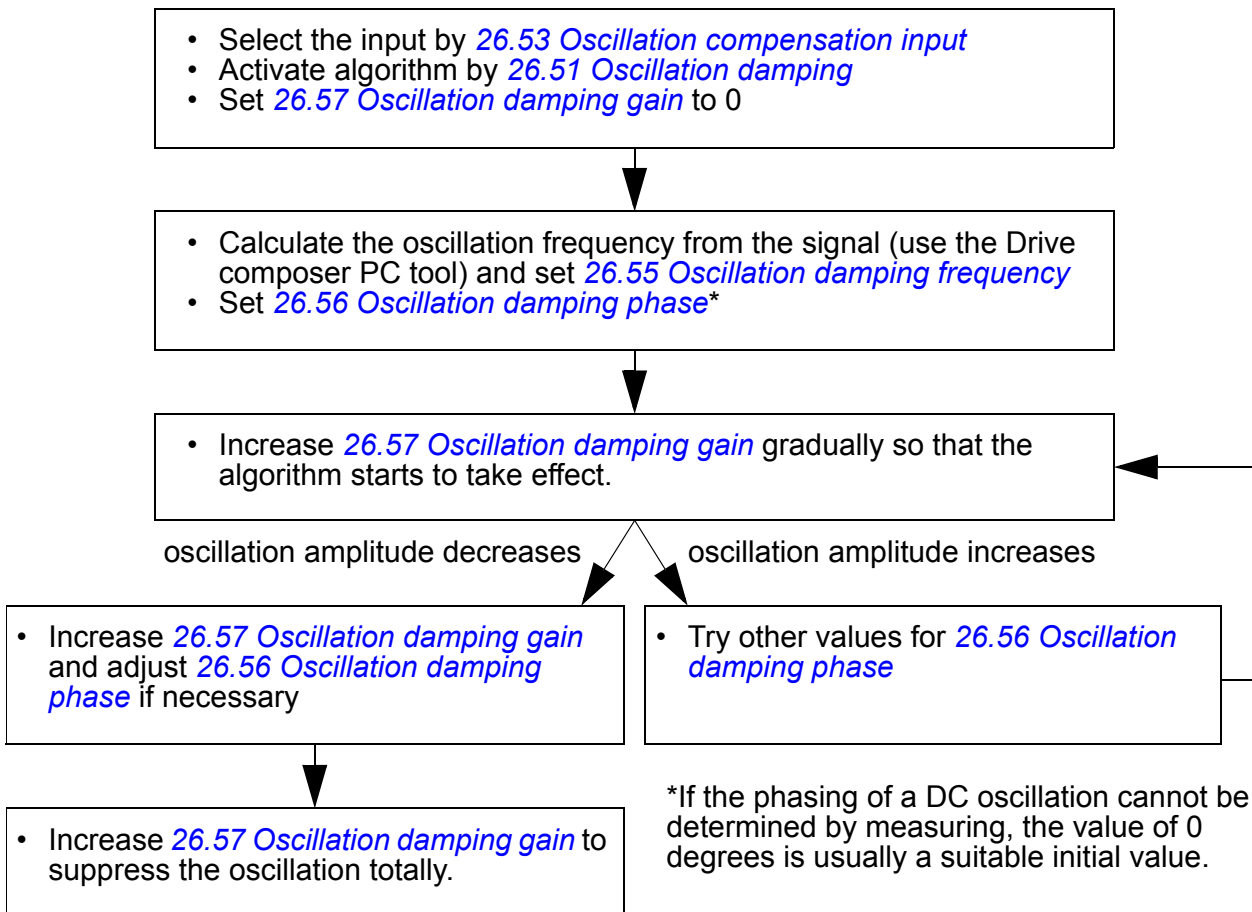 • Select the input by 26.53 Oscillation compensation input
• Activate algorithm by 26.51 Oscillation damping
• Set 26.57 Oscillation damping gain to 0
• Calculate the oscillation frequency from the signal (use the Drive
composer PC tool) and set 26.55 Oscillation damping frequency
• Set 26.56 Oscillation damping phase*
• Increase 26.57 Oscillation damping gain gradually so that the
algorithm starts to take effect.
oscillation amplitude decreases
oscillation amplitude increases
• Increase 26.57 Oscillation damping gain
and adjust 26.56 Oscillation damping
phase if necessary
• Try other values for 26.56 Oscillation
damping phase
• Increase 26.57 Oscillation damping gain to
suppress the oscillation totally.
*If the phasing of a DC oscillation cannot be
determined by measuring, the value of 0
degrees is usually a suitable initial value.